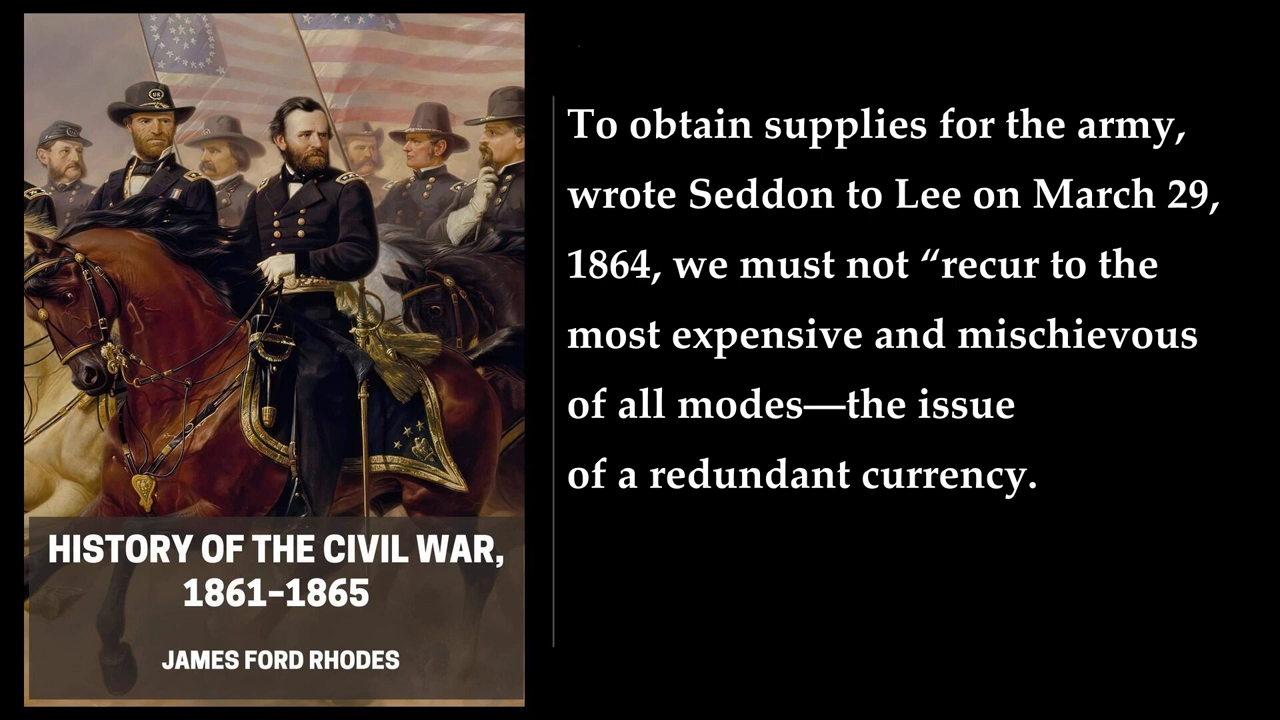 HISTORY OF THE CIVIL WAR,
1861–1865
JAMES FORD RHODES
To obtain supplies for the army,
wrote Seddon to Lee on March 29,
1864, we must not “recur to the
most expensive and mischievous
of all modes—the issue
of a redundant currency.